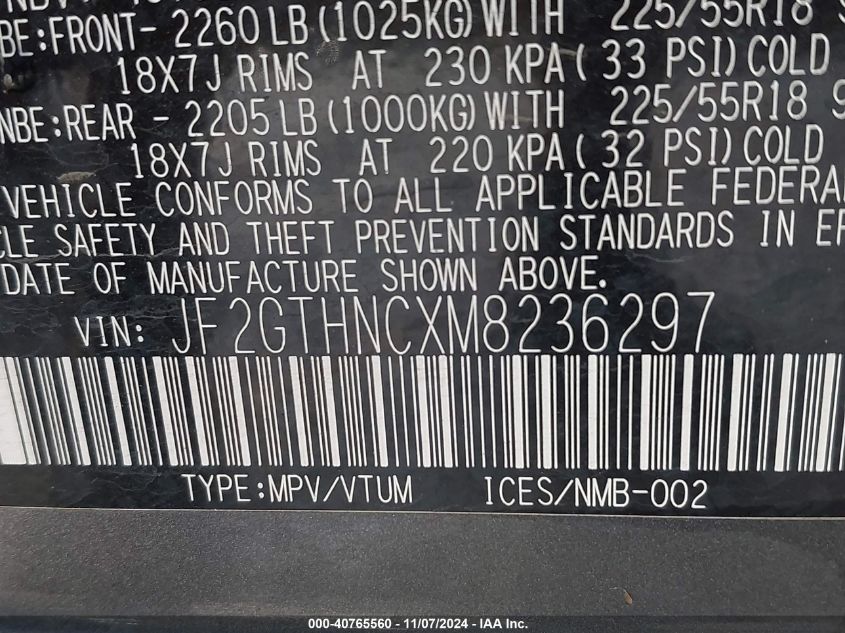 BE:FRONT- 2260 LB (1025KG) WITH 225/55R18
18X7J RIMS AT 230 KPA( 33 PSI) COLD
NBE:REAR - 2205 LB (1000KG) WITH 225/55R18 9
18X7J RIMS AT 220 KPA( 32 PSI) COLD
VEHICLE CONFORMS TO ALL APPLICABLE FEDERA
CLE SAFETY AND THEFT PREVENTION STANDARDS IN EF
DATE OF MANUFACTURE SHOWN ABOVE.
VIN: JF2GTHNCXM8236297
TYPE:MPV/VTUM ICES/NMB-002
000-40765560 - 11/07/2024 - IAA Inc.